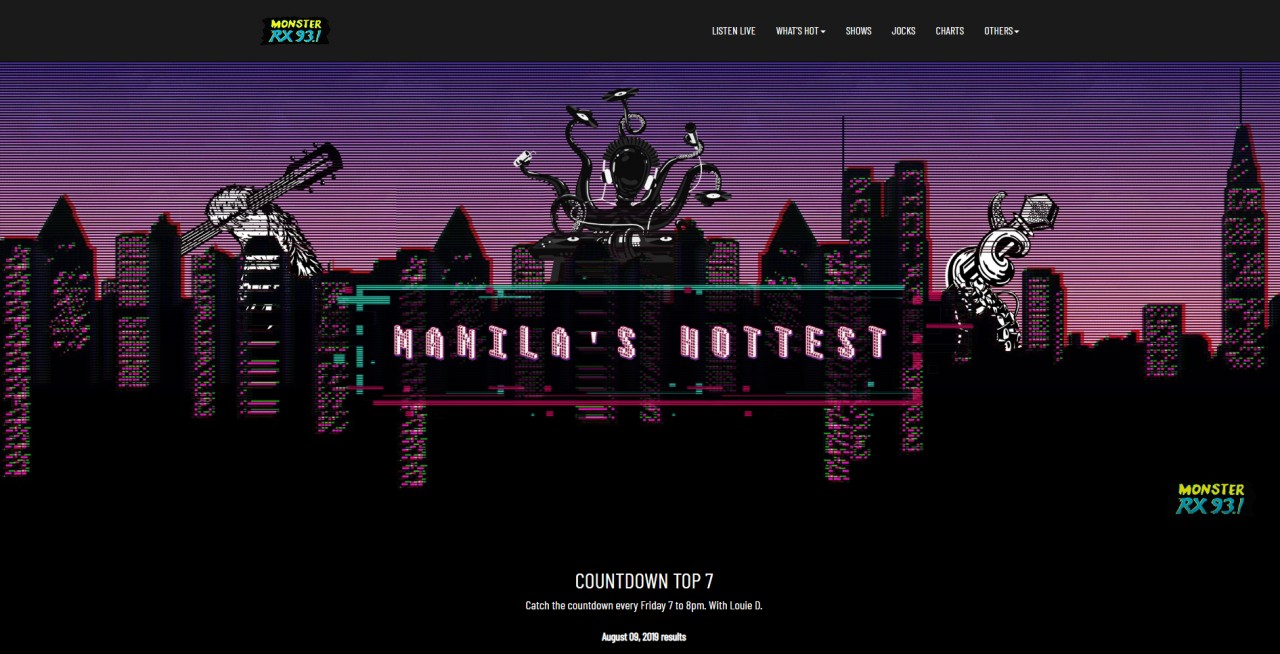 MONSTER
RX 93.1
LISTEN LIVE WHAT'S HOT SHOWS JOCKS CHARTS OTHERS
MANILA'S HOTTEST
MONSTER
RX 93.1
COUNTDOWN TOP 7
Catch the countdown every Friday 7 to 8pm. With Louie D.
August 09, 2019 results